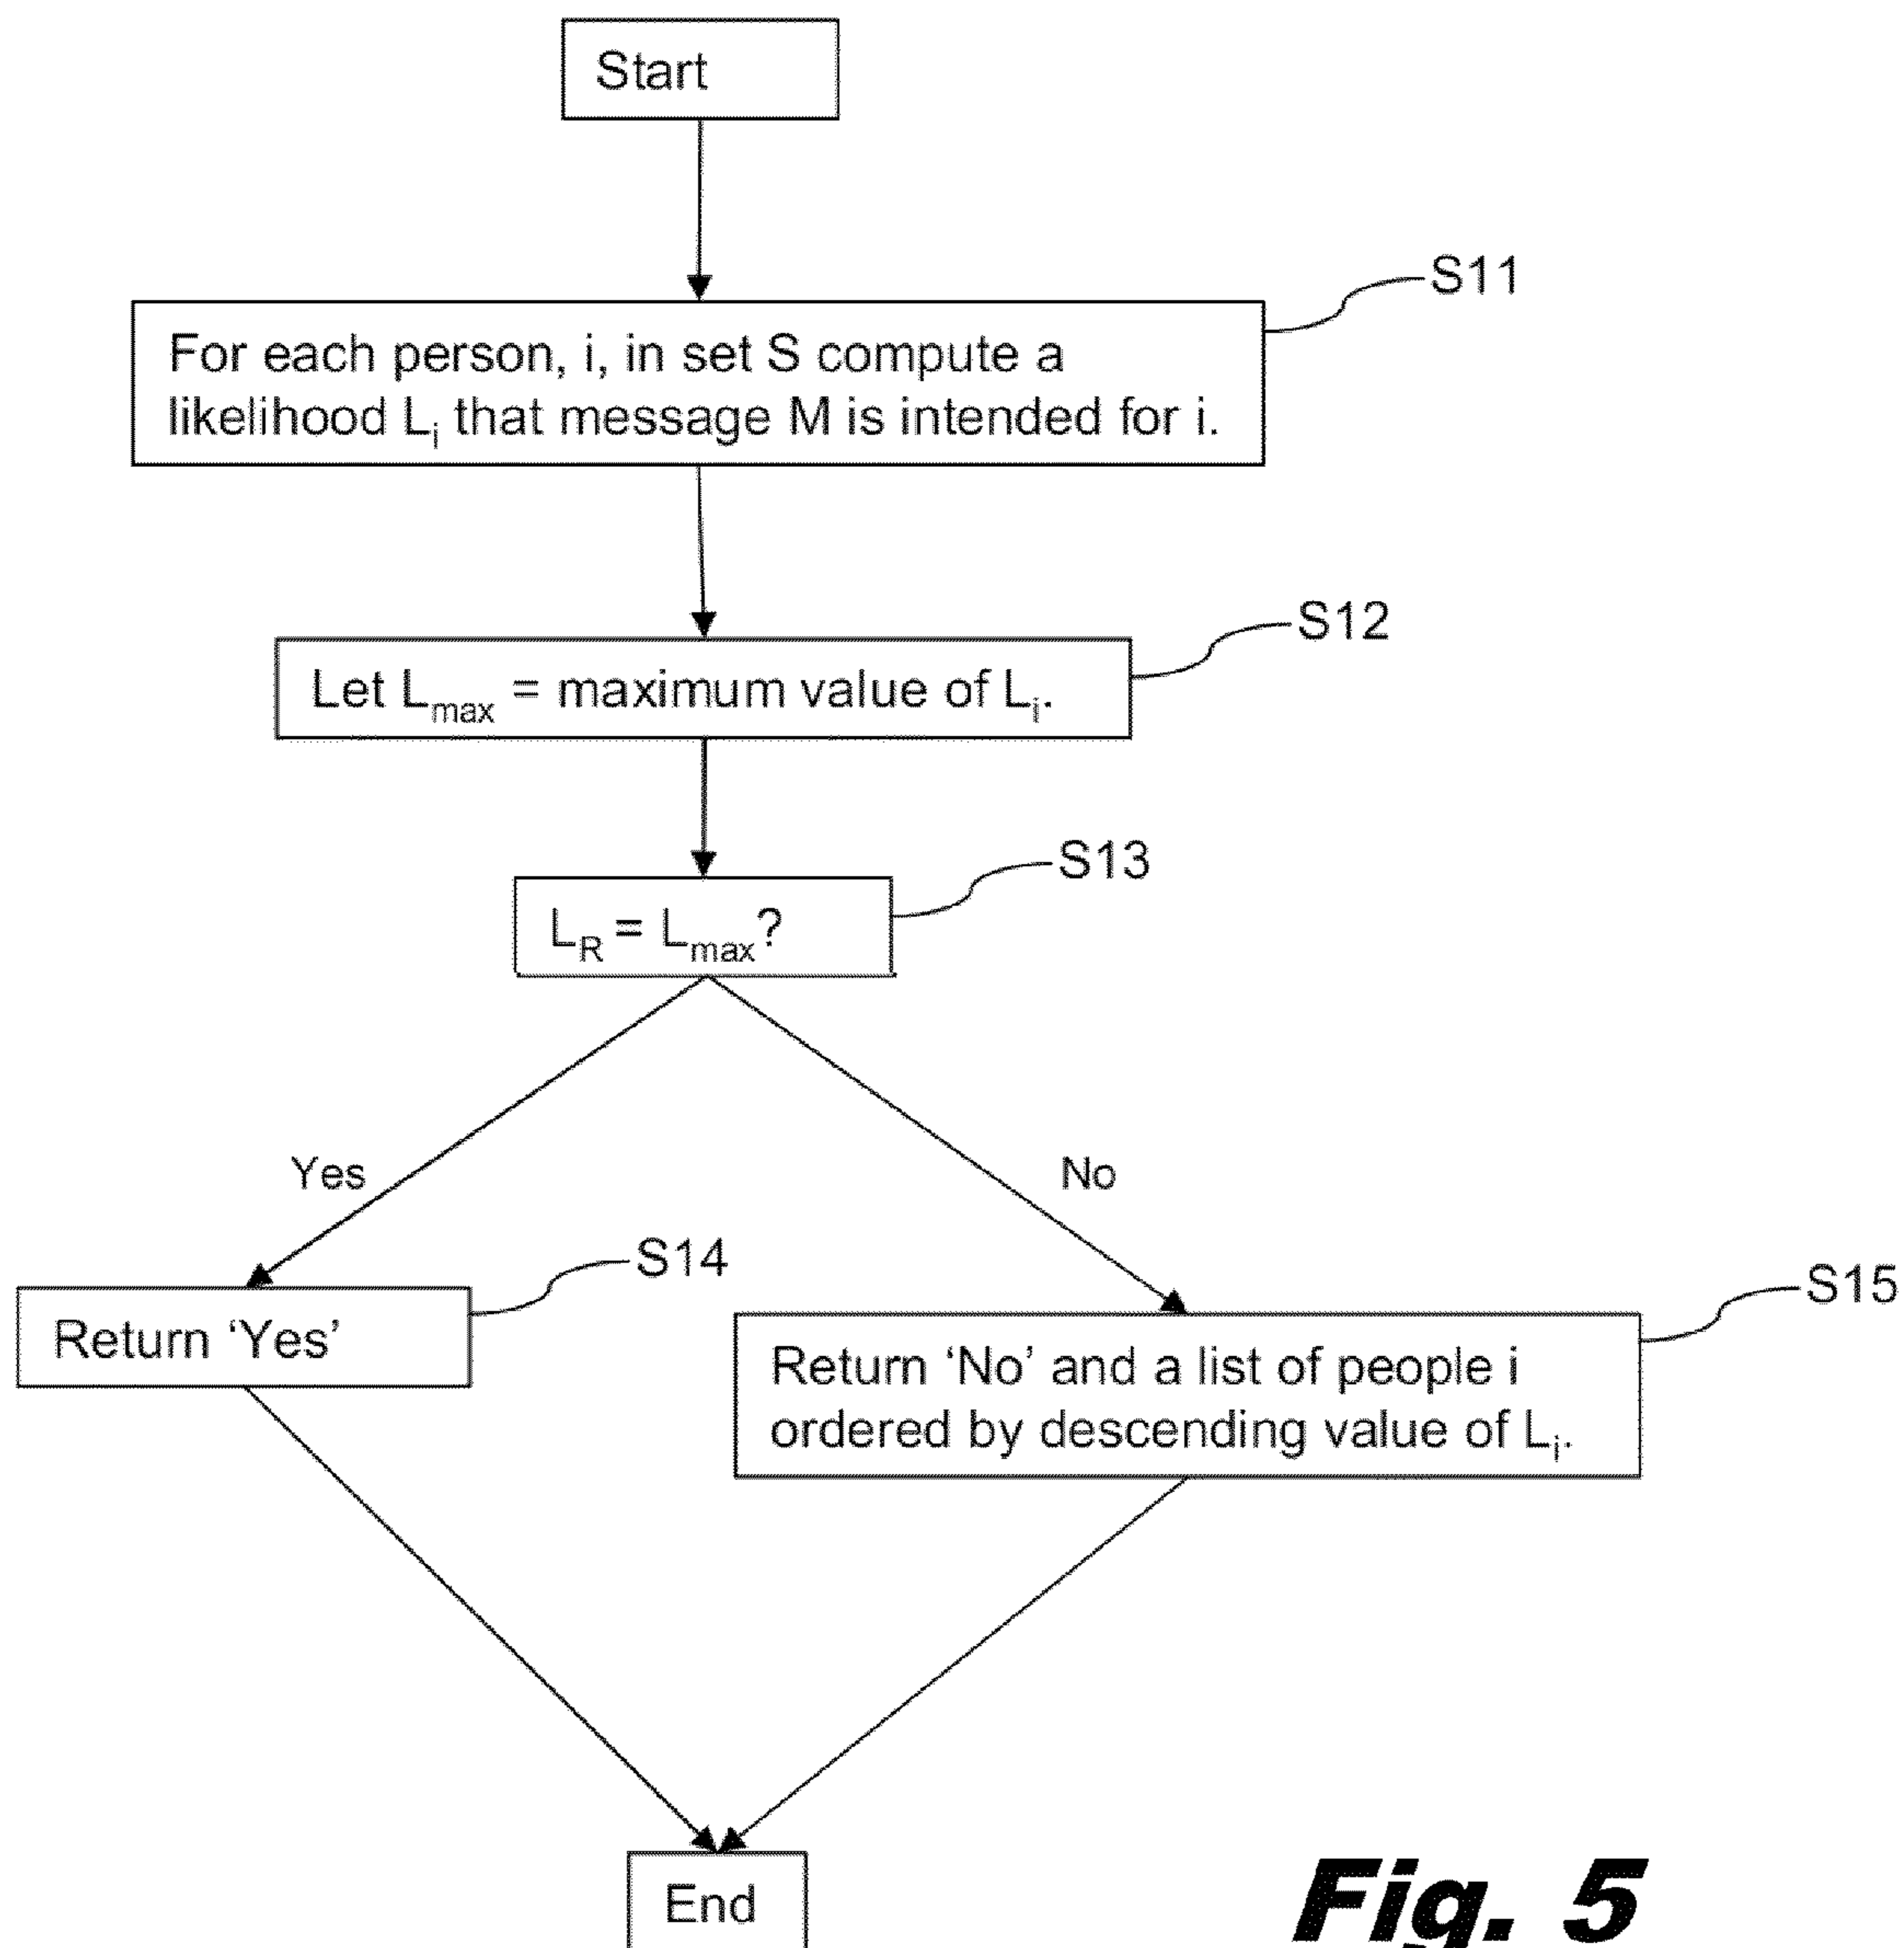 Start
S11
For each person, i, in set S compute a
likelihood Li that message M is intended for i.
S12
Let Lmax = maximum value of Li.
S13
LR = Lmax?
Yes
No
S14
Return ‘Yes’
S15
Return ‘No’ and a list of people i
ordered by descending value of Li.
End
Fig. 5